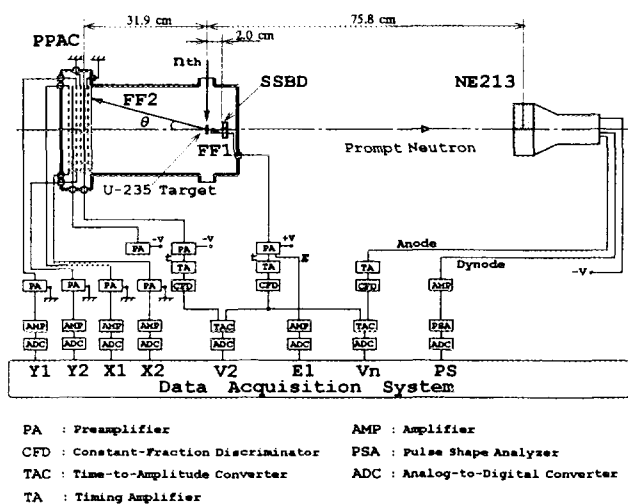 31.9 cm
75.8 cm
2.0 cm
PPAC
nth
SSBD
NE213
FF2
θ
FF1
Prompt Neutron
U-235 Target
-V
-V
+V
PA
PA
PA
E
Anode
Dynode
-V
TA
TA
TA
CFD
CFD
CFD
AMP
PA
PA
PA
PA
AMP
AMP
AMP
AMP
TAC
AMP
TAC
PSA
ADC
ADC
ADC
ADC
ADC
ADC
ADC
ADC
Y1 Y2 X1 X2 V2 E1 Vn PS
Data Acquisition System
PA : Preamplifier
AMP : Amplifier
CFD : Constant-Fraction Discriminator
PSA : Pulse Shape Analyzer
TAC : Time-to-Amplitude Converter
ADC : Analog-to-Digital Converter
TA : Timing Amplifier